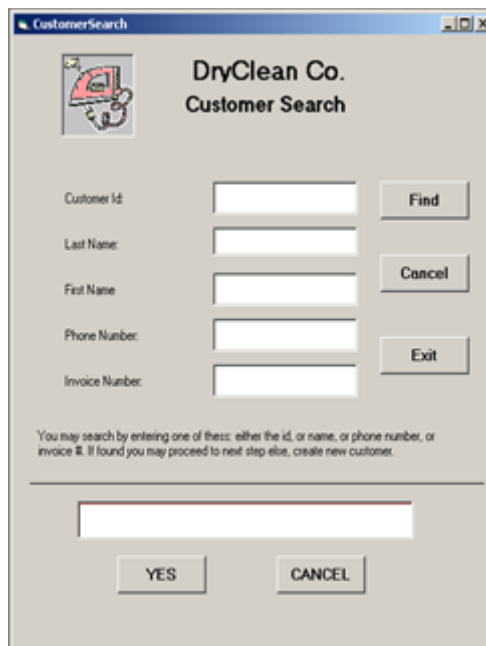 CustomerSearch
DryClean Co.
Customer Search
Customer Id:
Find
Last Name:
Cancel
First Name
Phone Number:
Exit
Invoice Number:
You may search by entering one of thess: either the id, or name, or phone number, or
invoice #. If found you may proceed to next step else, create new customer.
YES
CANCEL